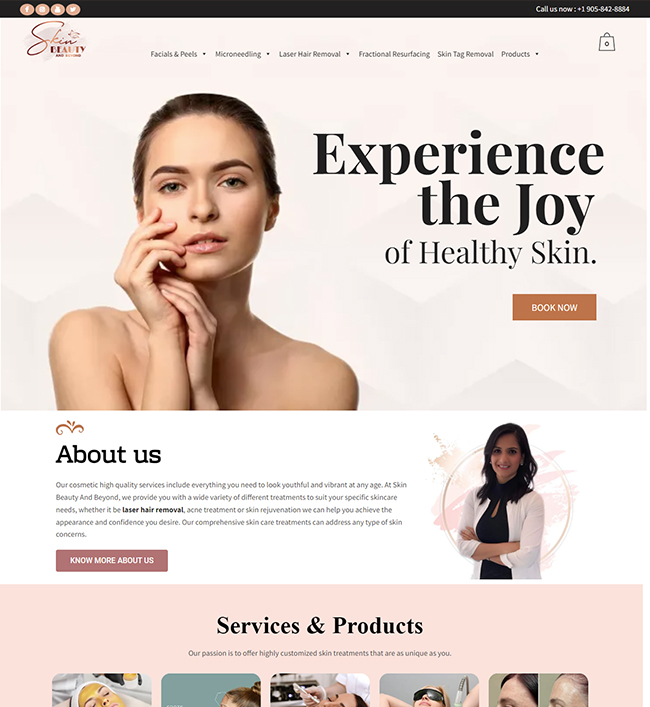 Call us now : +1 905-842-8884
Skin
BEAUTY
AND BEYOND
Facials & Peels Microneedling Laser Hair Removal Fractional Resurfacing Skin Tag Removal Products
0
Experience
the Joy
of Healthy Skin.
BOOK NOW
About us
Our cosmetic high quality services include everything you need to look youthful and vibrant at any age. At Skin
Beauty And Beyond, we provide you with a wide variety of different treatments to suit your specific skincare
needs, whether it be laser hair removal, acne treatment or skin rejuvenation we can help you achieve the
appearance and confidence you desire. Our comprehensive skin care treatments can address any type of skin
concerns.
KNOW MORE ABOUT US
Services & Products
Our passion is to offer highly customized skin treatments that are as unique as you.